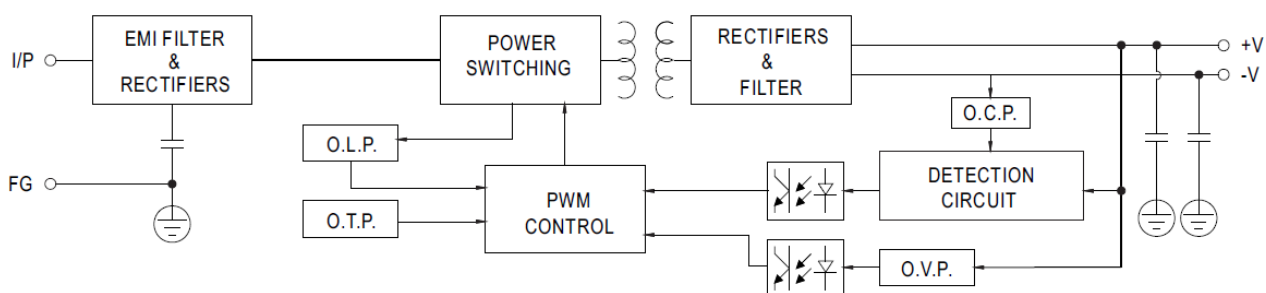 EMI FILTER
&
RECTIFIERS
POWER
SWITCHING
RECTIFIERS
&
FILTER
I/P
+V
-V
O.C.P.
O.L.P.
DETECTION
CIRCUIT
FG
PWM
CONTROL
O.T.P.
O.V.P.